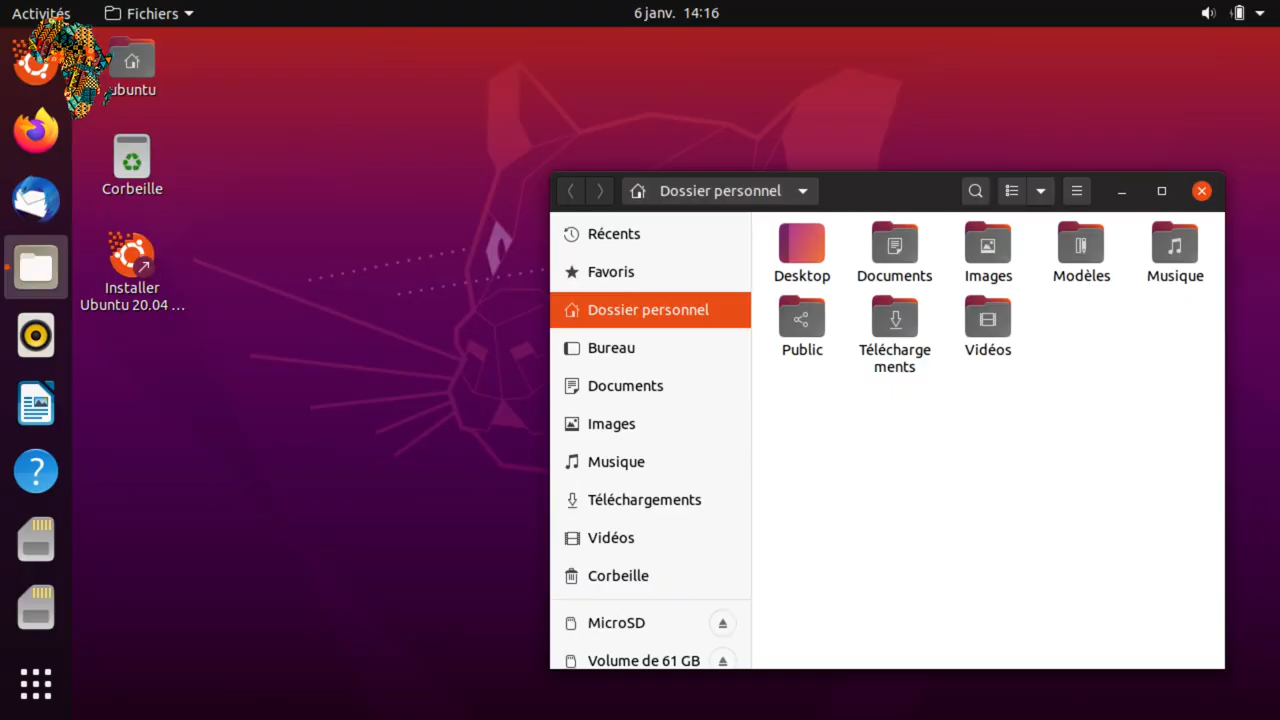 Activités
Fichiers
6 janv. 14:16
ubuntu
Corbeille
Installer
Ubuntu 20.04 …
Dossier personnel
Récents
Favoris
Dossier personnel
Bureau
Documents
Images
Musique
Téléchargements
Vidéos
Corbeille
MicroSD
Volume de 61 GB
Desktop
Documents
Images
Modèles
Musique
Public
Télécharge
ments
Vidéos